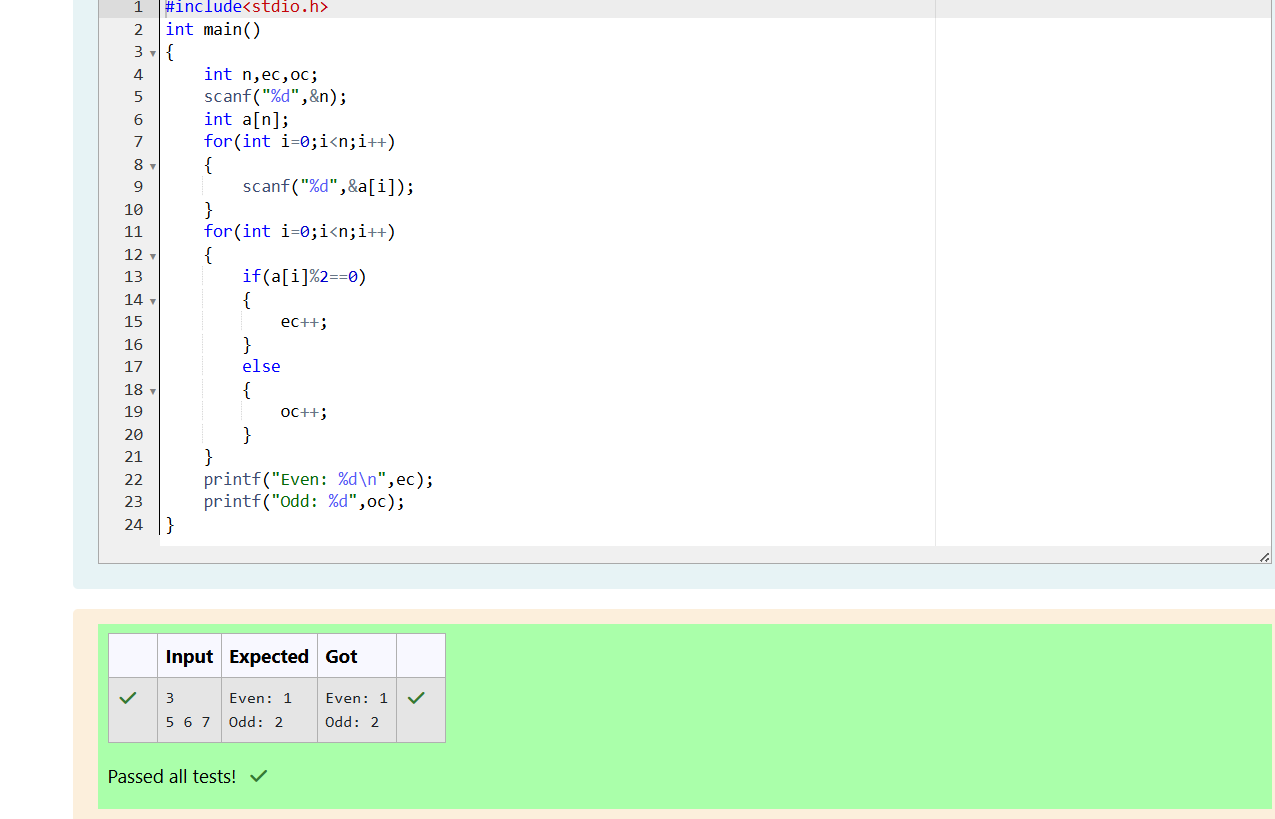 1 #include<stdio.h>
2 int main()
3 {
4     int n,ec,oc;
5     scanf("%d",&n);
6     int a[n];
7     for(int i=0;i<n;i++)
8     {
9         scanf("%d",&a[i]);
10     }
11     for(int i=0;i<n;i++)
12     {
13         if(a[i]%2==0)
14         {
15             ec++;
16         }
17         else
18         {
19             oc++;
20         }
21     }
22     printf("Even: %d\n",ec);
23     printf("Odd: %d",oc);
24 }
Input Expected Got
3 Even: 1 Even: 1
5 6 7 Odd: 2 Odd: 2
Passed all tests!